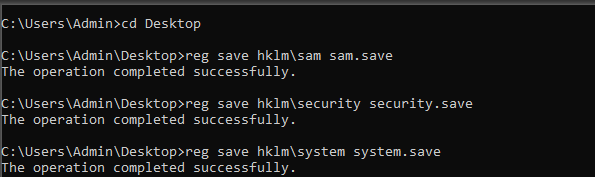 C:\Users\Admin>cd Desktop
C:\Users\Admin\Desktop>reg save hklm\sam sam.save
The operation completed successfully.
C:\Users\Admin\Desktop>reg save hklm\security security.save
The operation completed successfully.
C:\Users\Admin\Desktop>reg save hklm\system system.save
The operation completed successfully.